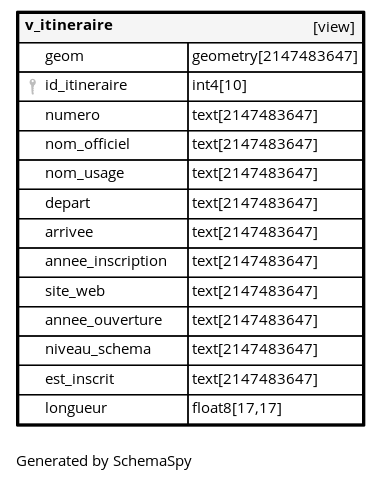 v_itineraire [view]
geom geometry[2147483647]
id_itineraire int4[10]
numero text[2147483647]
nom_officiel text[2147483647]
nom_usage text[2147483647]
depart text[2147483647]
arrivee text[2147483647]
annee_inscription text[2147483647]
site_web text[2147483647]
annee_ouverture text[2147483647]
niveau_schema text[2147483647]
est_inscrit text[2147483647]
longueur float8[17,17]
Generated by SchemaSpy